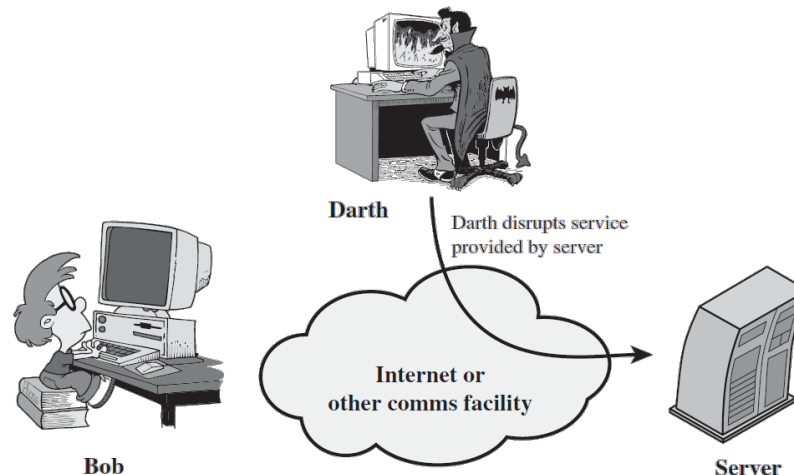 Darth
Darth disrupts service
provided by server
Internet or
other comms facility
Bob
Server